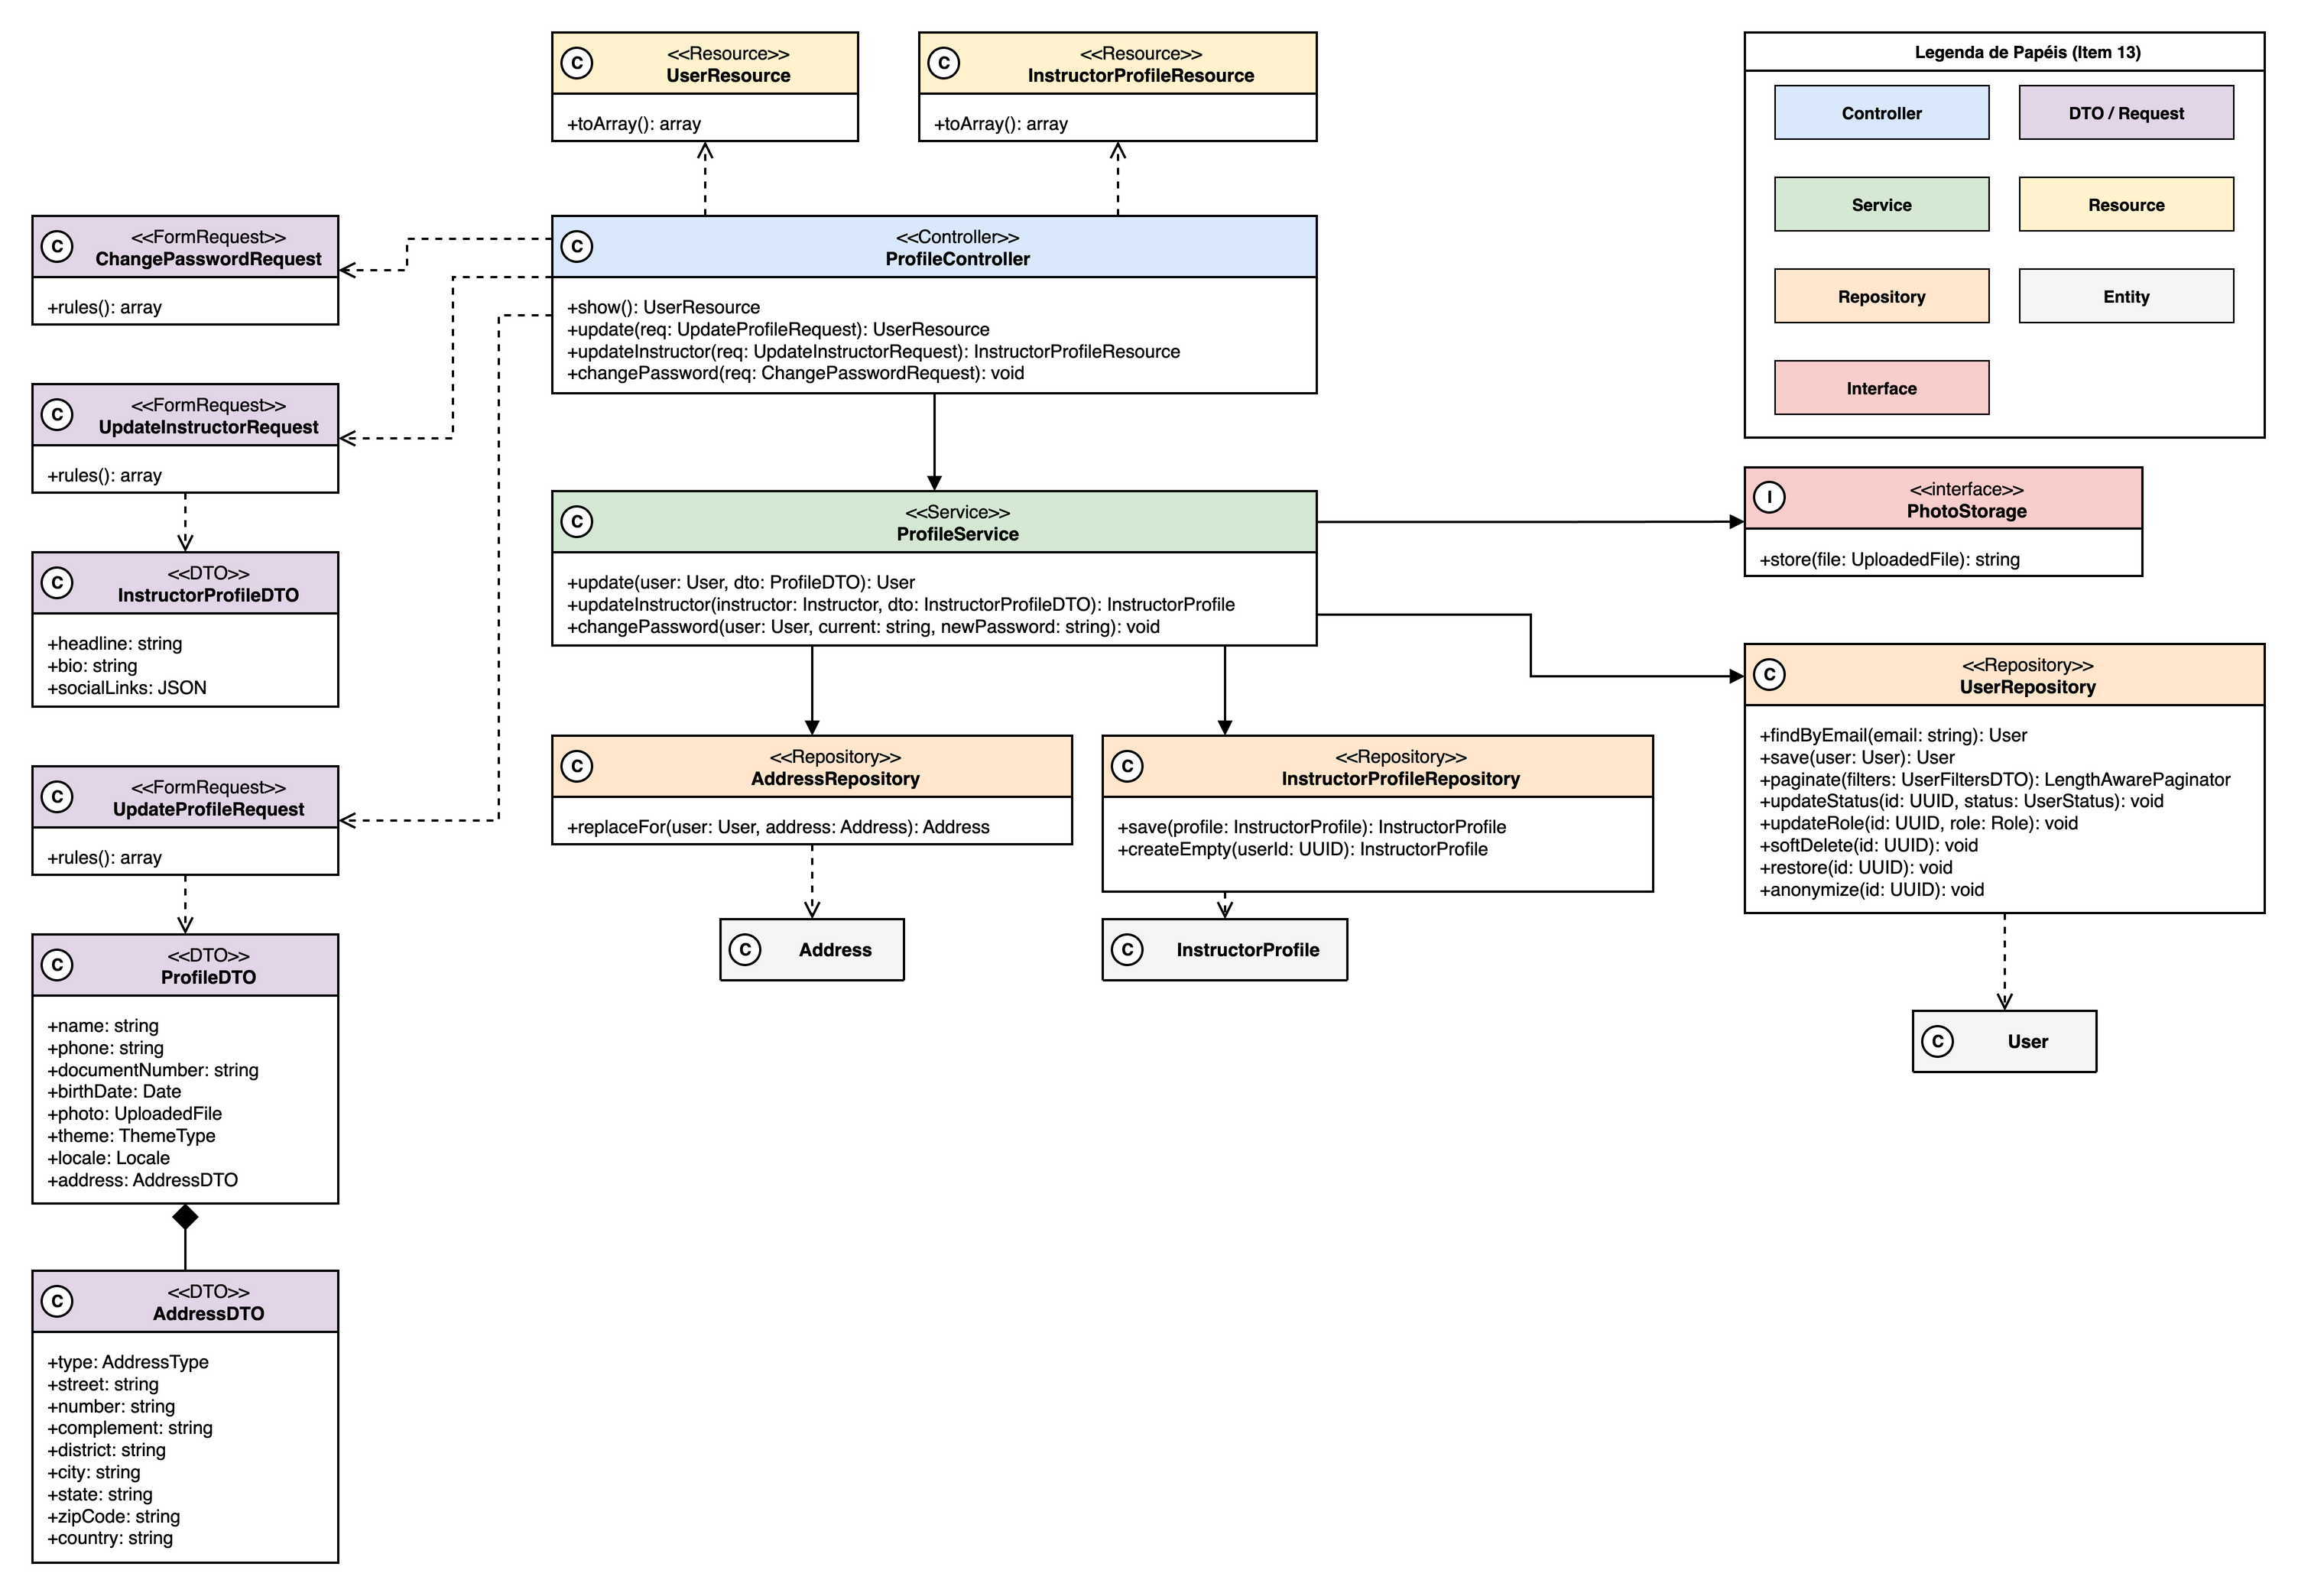 C
<<Resource>>
UserResource
+toArray(): array
C
<<Resource>>
InstructorProfileResource
+toArray(): array
Legenda de Papéis (Item 13)
Controller
DTO / Request
Service
Resource
Repository
Entity
Interface
C
<<FormRequest>>
ChangePasswordRequest
+rules(): array
C
<<Controller>>
ProfileController
+show(): UserResource
+update(req: UpdateProfileRequest): UserResource
+updateInstructor(req: UpdateInstructorRequest): InstructorProfileResource
+changePassword(req: ChangePasswordRequest): void
C
<<FormRequest>>
UpdateInstructorRequest
+rules(): array
C
<<Service>>
ProfileService
+update(user: User, dto: ProfileDTO): User
+updateInstructor(instructor: Instructor, dto: InstructorProfileDTO): InstructorProfile
+changePassword(user: User, current: string, newPassword: string): void
I
<<interface>>
PhotoStorage
+store(file: UploadedFile): string
C
<<DTO>>
InstructorProfileDTO
+headline: string
+bio: string
+socialLinks: JSON
C
<<Repository>>
AddressRepository
+replaceFor(user: User, address: Address): Address
C
<<Repository>>
InstructorProfileRepository
+save(profile: InstructorProfile): InstructorProfile
+createEmpty(userId: UUID): InstructorProfile
C
<<Repository>>
UserRepository
+findByEmail(email: string): User
+save(user: User): User
+paginate(filters: UserFiltersDTO): LengthAwarePaginator
+updateStatus(id: UUID, status: UserStatus): void
+updateRole(id: UUID, role: Role): void
+softDelete(id: UUID): void
+restore(id: UUID): void
+anonymize(id: UUID): void
C
<<FormRequest>>
UpdateProfileRequest
+rules(): array
C
Address
C
InstructorProfile
C
User
C
<<DTO>>
ProfileDTO
+name: string
+phone: string
+documentNumber: string
+birthDate: Date
+photo: UploadedFile
+theme: ThemeType
+locale: Locale
+address: AddressDTO
C
<<DTO>>
AddressDTO
+type: AddressType
+street: string
+number: string
+complement: string
+district: string
+city: string
+state: string
+zipCode: string
+country: string